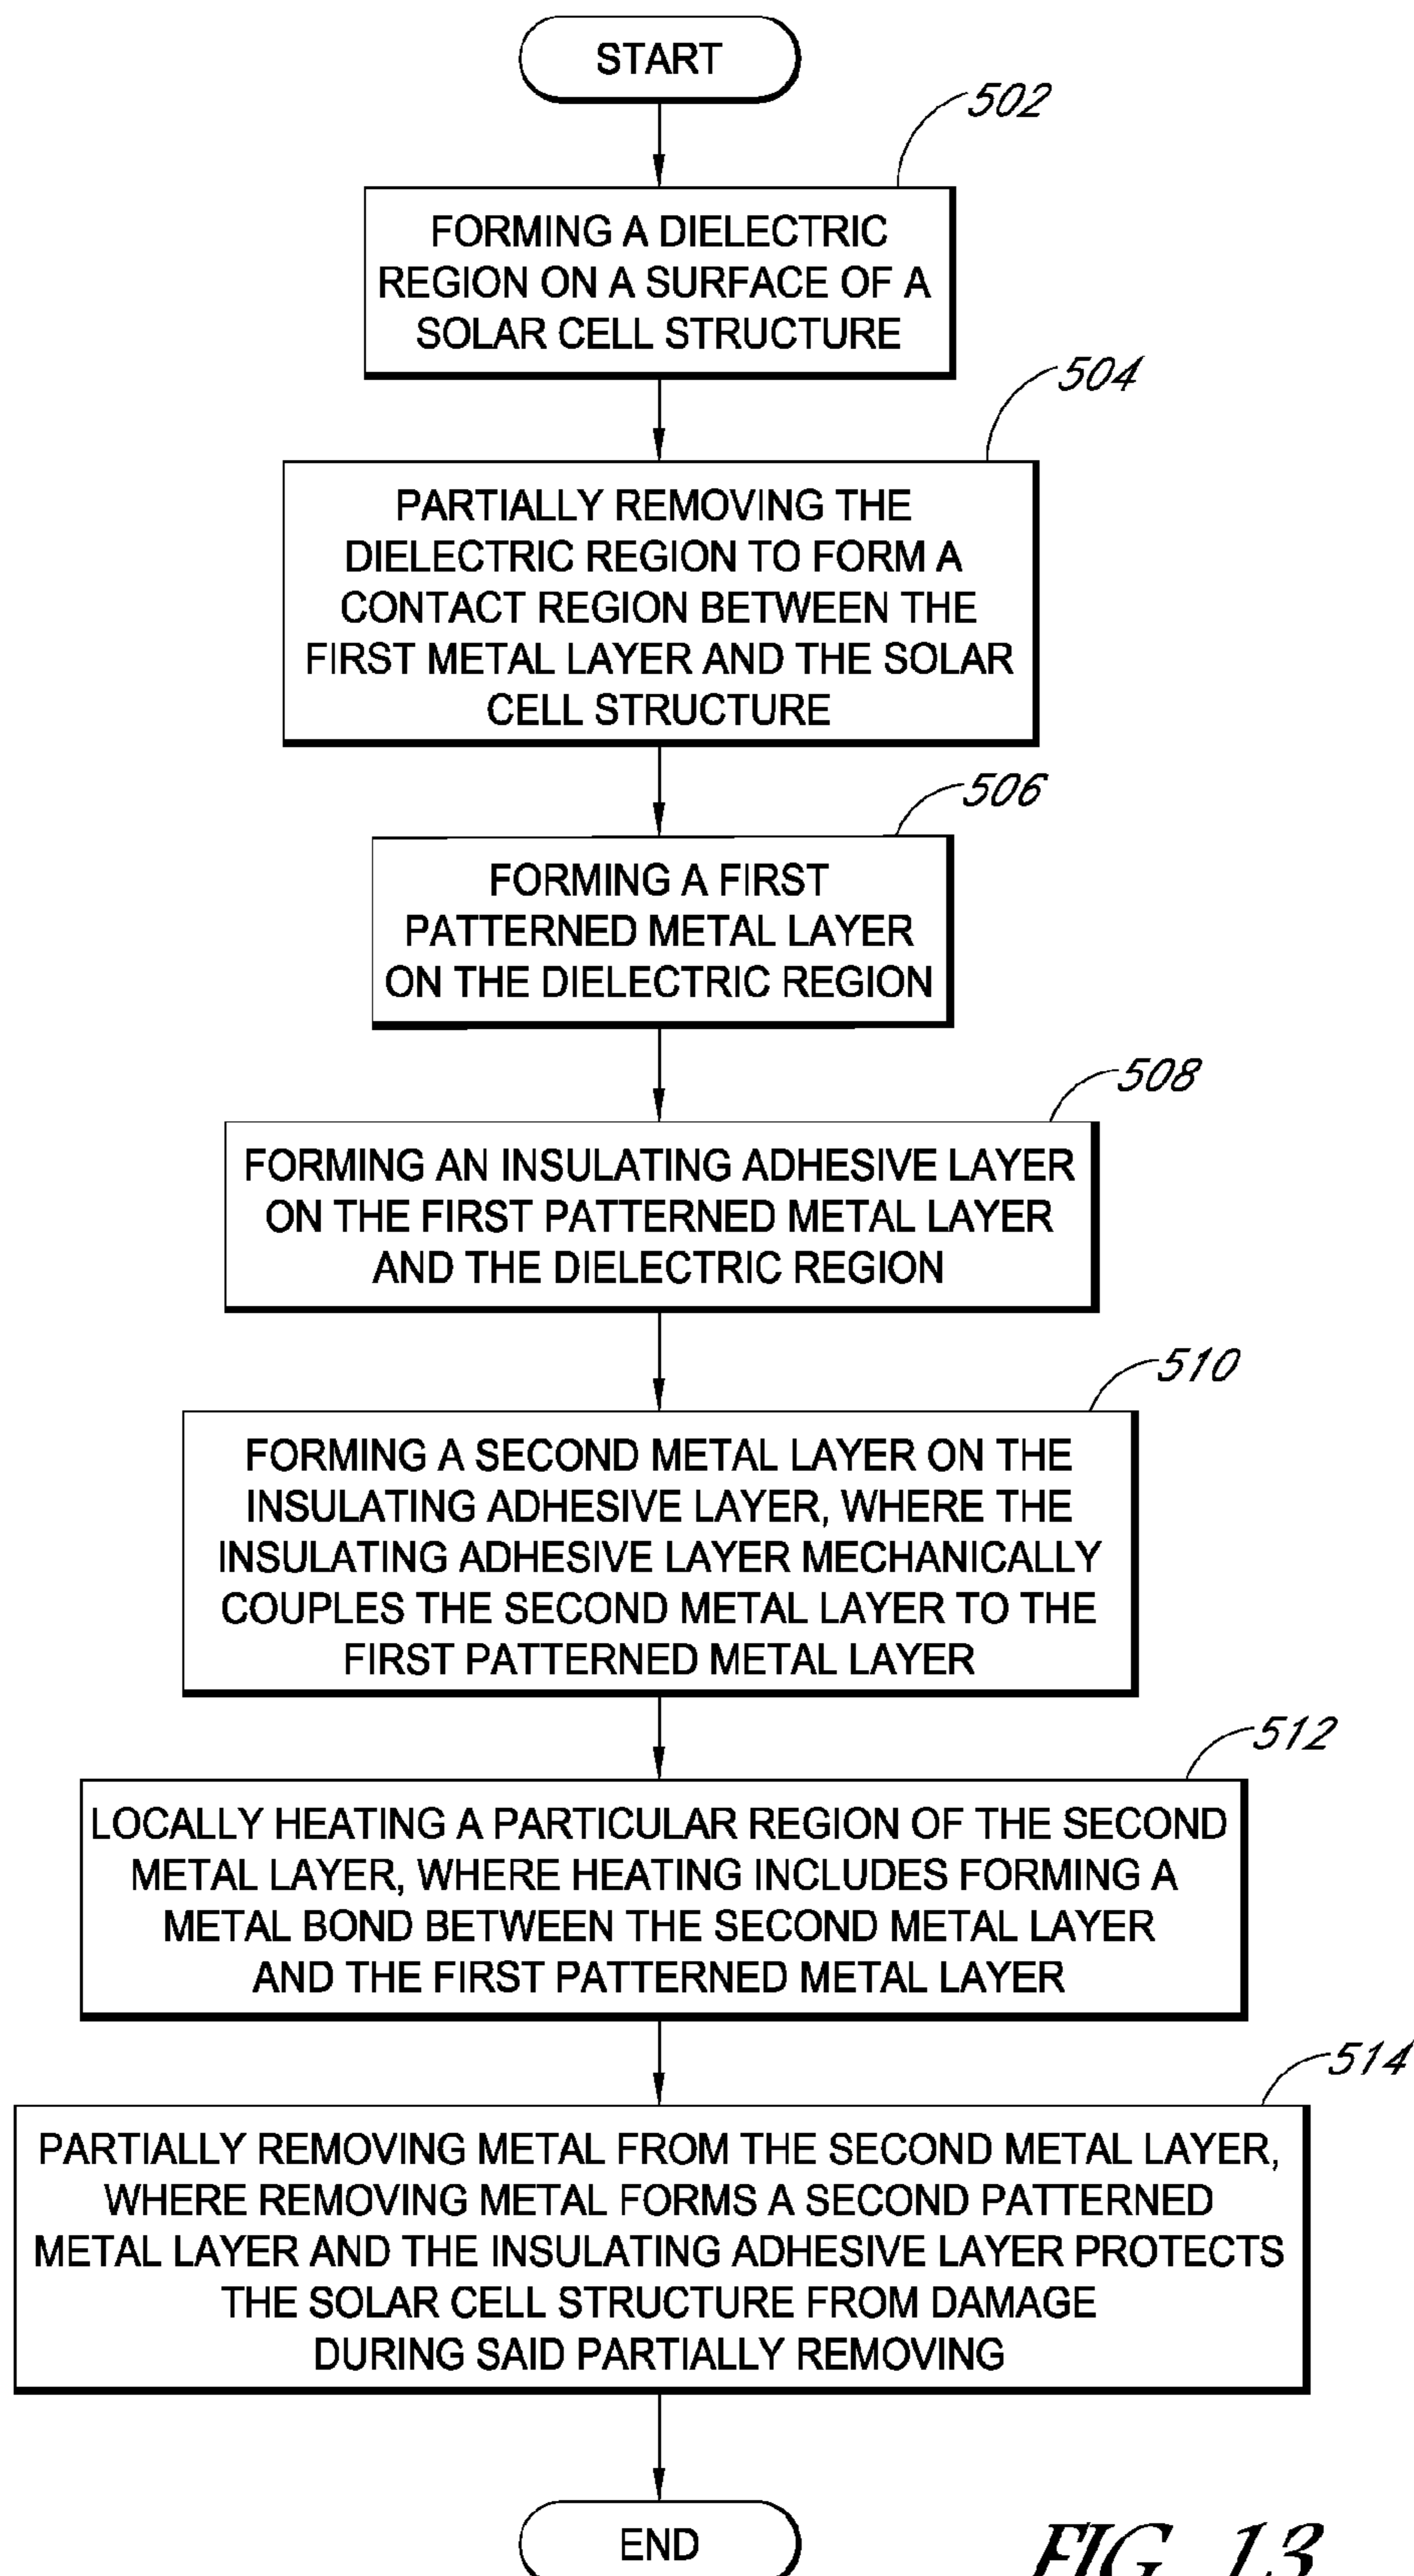 START
502
FORMING A DIELECTRIC
REGION ON A SURFACE OF A
SOLAR CELL STRUCTURE
504
PARTIALLY REMOVING THE
DIELECTRIC REGION TO FORM A
CONTACT REGION BETWEEN THE
FIRST METAL LAYER AND THE SOLAR
CELL STRUCTURE
506
FORMING A FIRST
PATTERNED METAL LAYER
ON THE DIELECTRIC REGION
508
FORMING AN INSULATING ADHESIVE LAYER
ON THE FIRST PATTERNED METAL LAYER
AND THE DIELECTRIC REGION
510
FORMING A SECOND METAL LAYER ON THE
INSULATING ADHESIVE LAYER, WHERE THE
INSULATING ADHESIVE LAYER MECHANICALLY
COUPLES THE SECOND METAL LAYER TO THE
FIRST PATTERNED METAL LAYER
512
LOCALLY HEATING A PARTICULAR REGION OF THE SECOND
METAL LAYER, WHERE HEATING INCLUDES FORMING A
METAL BOND BETWEEN THE SECOND METAL LAYER
AND THE FIRST PATTERNED METAL LAYER
514
PARTIALLY REMOVING METAL FROM THE SECOND METAL LAYER,
WHERE REMOVING METAL FORMS A SECOND PATTERNED
METAL LAYER AND THE INSULATING ADHESIVE LAYER PROTECTS
THE SOLAR CELL STRUCTURE FROM DAMAGE
DURING SAID PARTIALLY REMOVING
END
FIG. 13